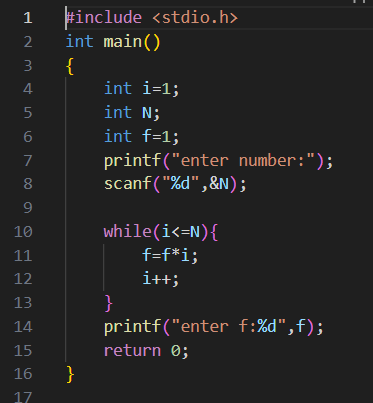 1 #include <stdio.h>
2 int main()
3 {
4     int i=1;
5     int N;
6     int f=1;
7     printf("enter number:");
8     scanf("%d",&N);
9
10     while(i<=N){
11         f=f*i;
12         i++;
13     }
14     printf("enter f:%d",f);
15     return 0;
16 }
17